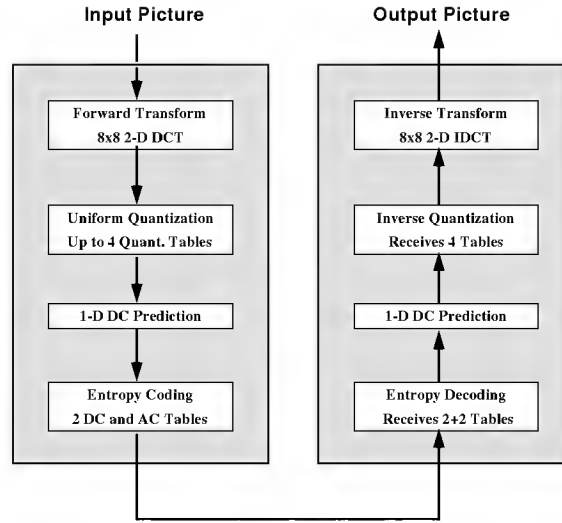 Input Picture
Forward Transform
8x8 2-D DCT
Uniform Quantization
Up to 4 Quant. Tables
1-D DC Prediction
Entropy Coding
2 DC and AC Tables
Output Picture
Inverse Transform
8x8 2-D IDCT
Inverse Quantization
Receives 4 Tables
1-D DC Prediction
Entropy Decoding
Receives 2+2 Tables